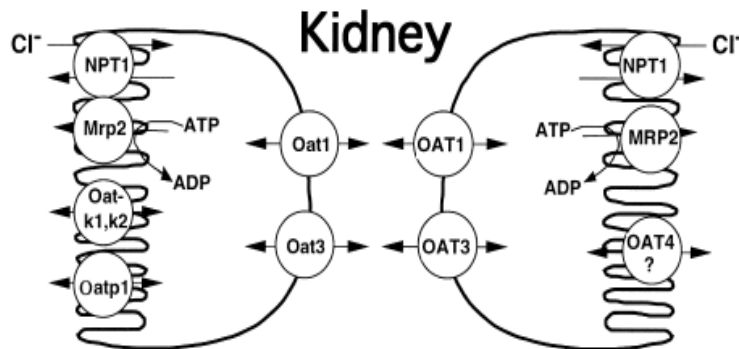 Kidney
Cl-
NPT1
Mrp2
ATP
ADP
Oat-
k1,k2
Oatp1
Oat1
Oat3
OAT1
OAT3
Cl-
NPT1
ATP
MRP2
ADP
OAT4
?